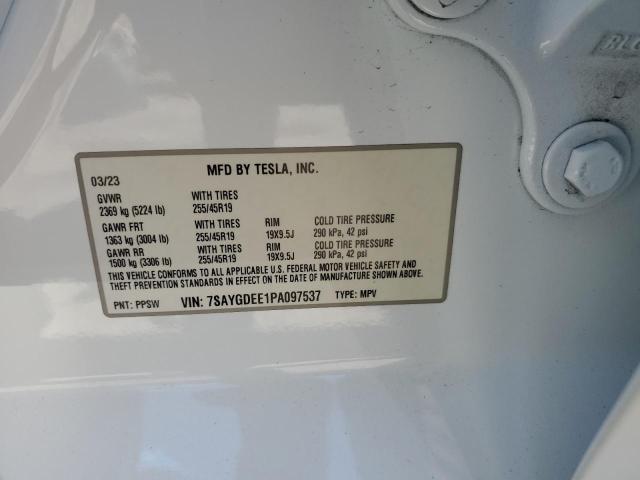 RLC
MFD BY TESLA, INC.
03/23
GVWR WITH TIRES
2369 kg (5224 lb) 255/45R19
GAWR FRT WITH TIRES RIM COLD TIRE PRESSURE
1363 kg (3004 lb) 255/45R19 19X9.5J 290 kPa, 42 psi
GAWR RR WITH TIRES RIM COLD TIRE PRESSURE
1500 kg (3306 lb) 255/45R19 19X9.5J 290 kPa, 42 psi
THIS VEHICLE CONFORMS TO ALL APPLICABLE U.S. FEDERAL MOTOR VEHICLE SAFETY AND
THEFT PREVENTION STANDARDS IN EFFECT ON THE DATE OF MANUFACTURE SHOWN ABOVE.
PNT: PPSW VIN: 7SAYGDEE1PA097537 TYPE: MPV